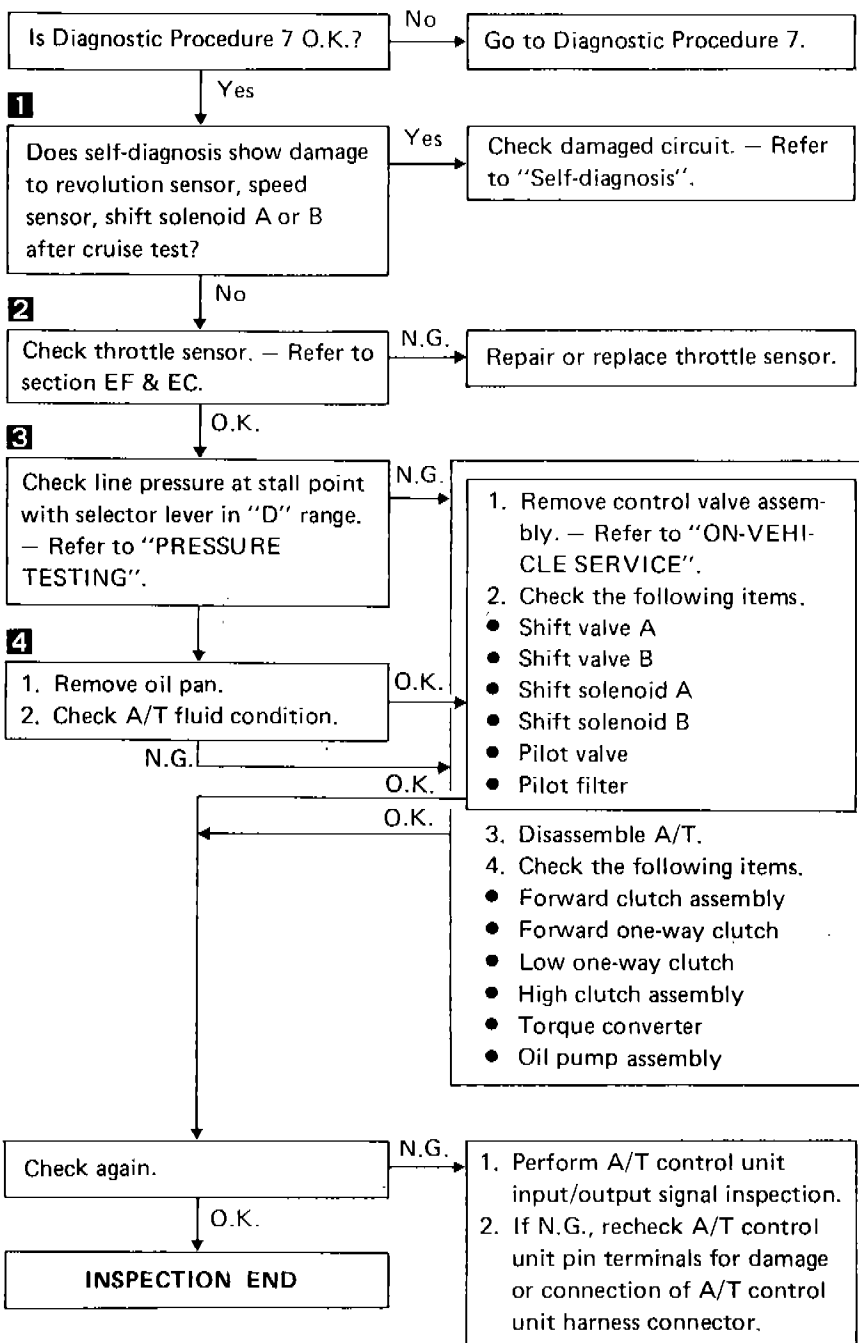 Is Diagnostic Procedure 7 O.K.?
No
Go to Diagnostic Procedure 7.
Yes
1
Does self-diagnosis show damage
to revolution sensor, speed
sensor, shift solenoid A or B
after cruise test?
Yes
Check damaged circuit. — Refer
to "Self-diagnosis".
No
2
Check throttle sensor. — Refer to
section EF & EC.
N.G.
Repair or replace throttle sensor.
O.K.
3
Check line pressure at stall point
with selector lever in "D" range.
— Refer to "PRESSURE
TESTING".
N.G.
4
1. Remove oil pan.
2. Check A/T fluid condition.
O.K.
N.G.
1. Remove control valve assem-
bly. — Refer to "ON-VEHI-
CLE SERVICE".
2. Check the following items.
● Shift valve A
● Shift valve B
● Shift solenoid A
● Shift solenoid B
● Pilot valve
● Pilot filter
O.K.
O.K.
3. Disassemble A/T.
4. Check the following items.
● Forward clutch assembly
● Forward one-way clutch
● Low one-way clutch
● High clutch assembly
● Torque converter
● Oil pump assembly
Check again.
N.G.
1. Perform A/T control unit
input/output signal inspection.
2. If N.G., recheck A/T control
unit pin terminals for damage
or connection of A/T control
unit harness connector.
O.K.
INSPECTION END